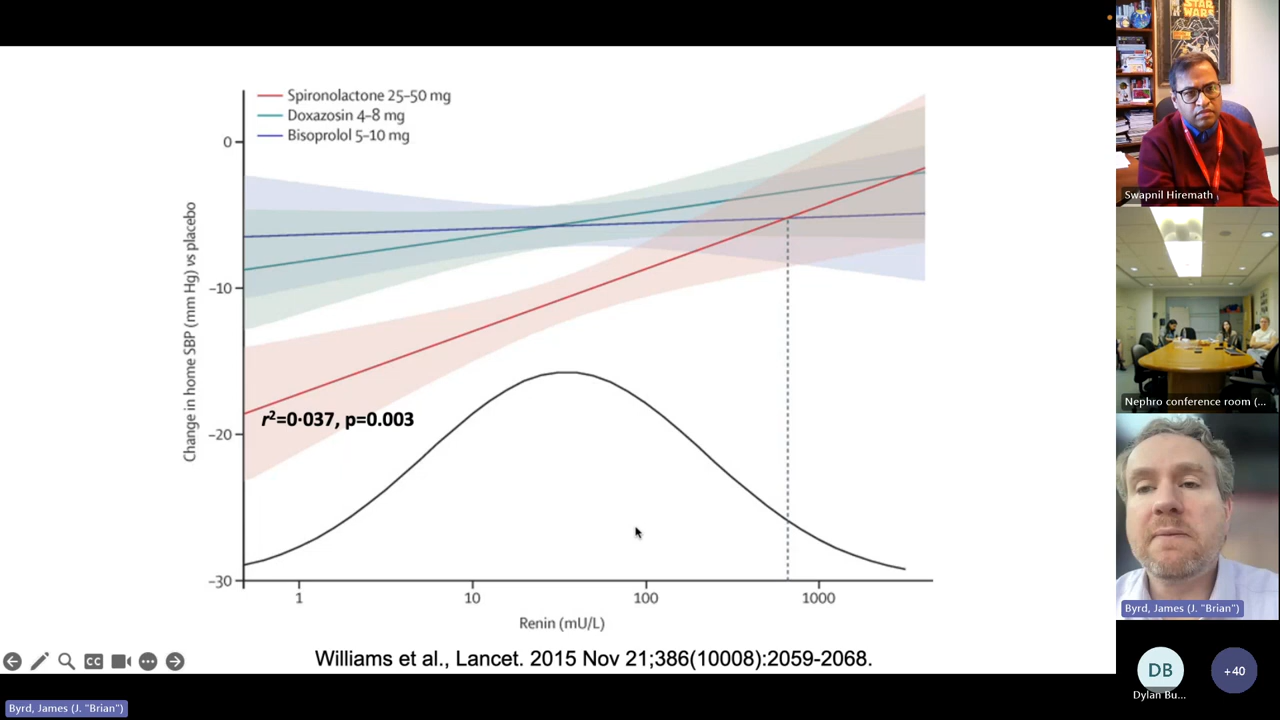 Spironolactone 25–50 mg
Doxazosin 4–8 mg
Bisoprolol 5–10 mg
0
–10
–20
–30
Change in home SBP (mm Hg) vs placebo
r²=0·037, p=0.003
1
10
100
1000
Renin (mU/L)
Williams et al., Lancet. 2015 Nov 21;386(10008):2059-2068.
CC
Byrd, James (J. "Brian")
STAR
WARS
Swapnil Hiremath
Nephro conference room (...
Byrd, James (J. "Brian")
DB
Dylan Bu...
+40